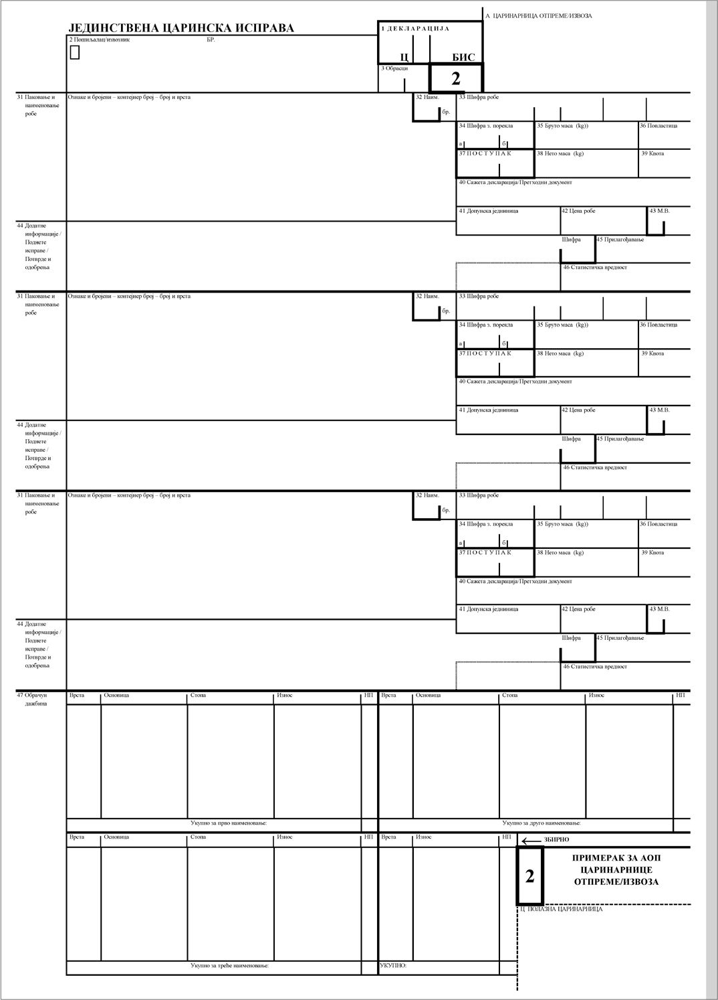 А ЦАРИНАРНИЦА ОТПРЕМЕ/ИЗВОЗА
ЈЕДИНСТВЕНА ЦАРИНСКА ИСПРАВА
1 Д Е К Л А Р А Ц И Ј А
2 Пошиљалац/извозник БР.
Ц БИС
3 Обрасци
2
31 Паковање и наименовање робе
Ознаке и бројеви – контејнер број – број и врста
32 Наим. бр.
33 Шифра робе
34 Шифра з. порекла
а б
35 Бруто маса (kg))
36 Повластица
37 П О С Т У П А К
38 Нето маса (kg)
39 Квота
40 Сажета декларација/Претходни документ
41 Допунска једниница
42 Цена робе
43 М.В.
44 Додатне
информације /
Поднете
исправе /
Потврде и
одобрења
Шифра
45 Прилагођавање
46 Статистичка вредност
31 Паковање и наименовање робе
Ознаке и бројеви – контејнер број – број и врста
32 Наим. бр.
33 Шифра робе
34 Шифра з. порекла
а б
35 Бруто маса (kg))
36 Повластица
37 П О С Т У П А К
38 Нето маса (kg)
39 Квота
40 Сажета декларација/Претходни документ
41 Допунска једниница
42 Цена робе
43 М.В.
44 Додатне
информације /
Поднете
исправе /
Потврде и
одобрења
Шифра
45 Прилагођавање
46 Статистичка вредност
31 Паковање и наименовање робе
Ознаке и бројеви – контејнер број – број и врста
32 Наим. бр.
33 Шифра робе
34 Шифра з. порекла
а б
35 Бруто маса (kg))
36 Повластица
37 П О С Т У П А К
38 Нето маса (kg)
39 Квота
40 Сажета декларација/Претходни документ
41 Допунска једниница
42 Цена робе
43 М.В.
44 Додатне
информације /
Поднете
исправе /
Потврде и
одобрења
Шифра
45 Прилагођавање
46 Статистичка вредност
47 Обрачун
дажбина
Врста Основица Стопа Износ НП Врста Основица Стопа Износ НП
Укупно за прво наименовање: Укупно за друго наименовање:
Врста Основица Стопа Износ НП Врста Износ НП
ЗБИРНО
2
ПРИМЕРАК ЗА АОП
ЦАРИНАРНИЦЕ
ОТПРЕМЕ/ИЗВОЗА
Ц ПОЛАЗНА ЦАРИНАРНИЦА
Укупно за треће наименовање: УКУПНО: